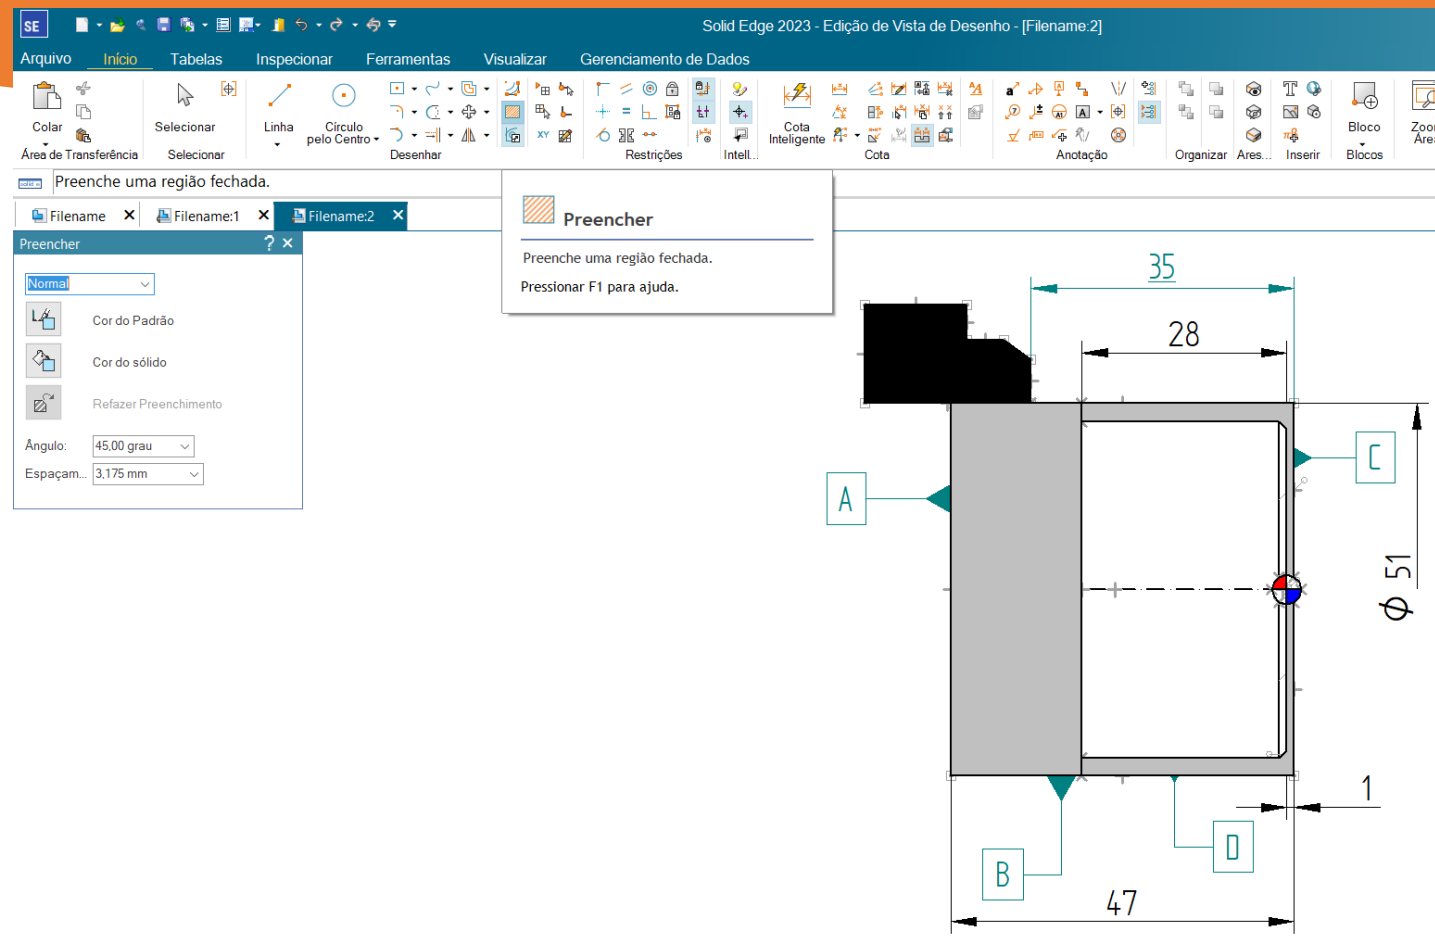 SE
Solid Edge 2023 - Edição de Vista de Desenho - [Filename:2]
Arquivo Início Tabelas Inspecionar Ferramentas Visualizar Gerenciamento de Dados
Colar
Selecionar
Linha
Círculo
pelo Centro
XY
Cota
Inteligente
Bloco
Zoom
Área de Transferência Selecionar Desenhar Restrições Intell... Cota Anotação Organizar Ares... Inserir Blocos
Preenche uma região fechada.
Filename Filename:1 Filename:2
Preencher
Normal
Cor do Padrão
Cor do sólido
Refazer Preenchimento
Ângulo: 45,00 grau
Espaçam... 3,175 mm
Preencher
Preenche uma região fechada.
Pressionar F1 para ajuda.
35
28
C
A
ϕ 51
1
D
B
47